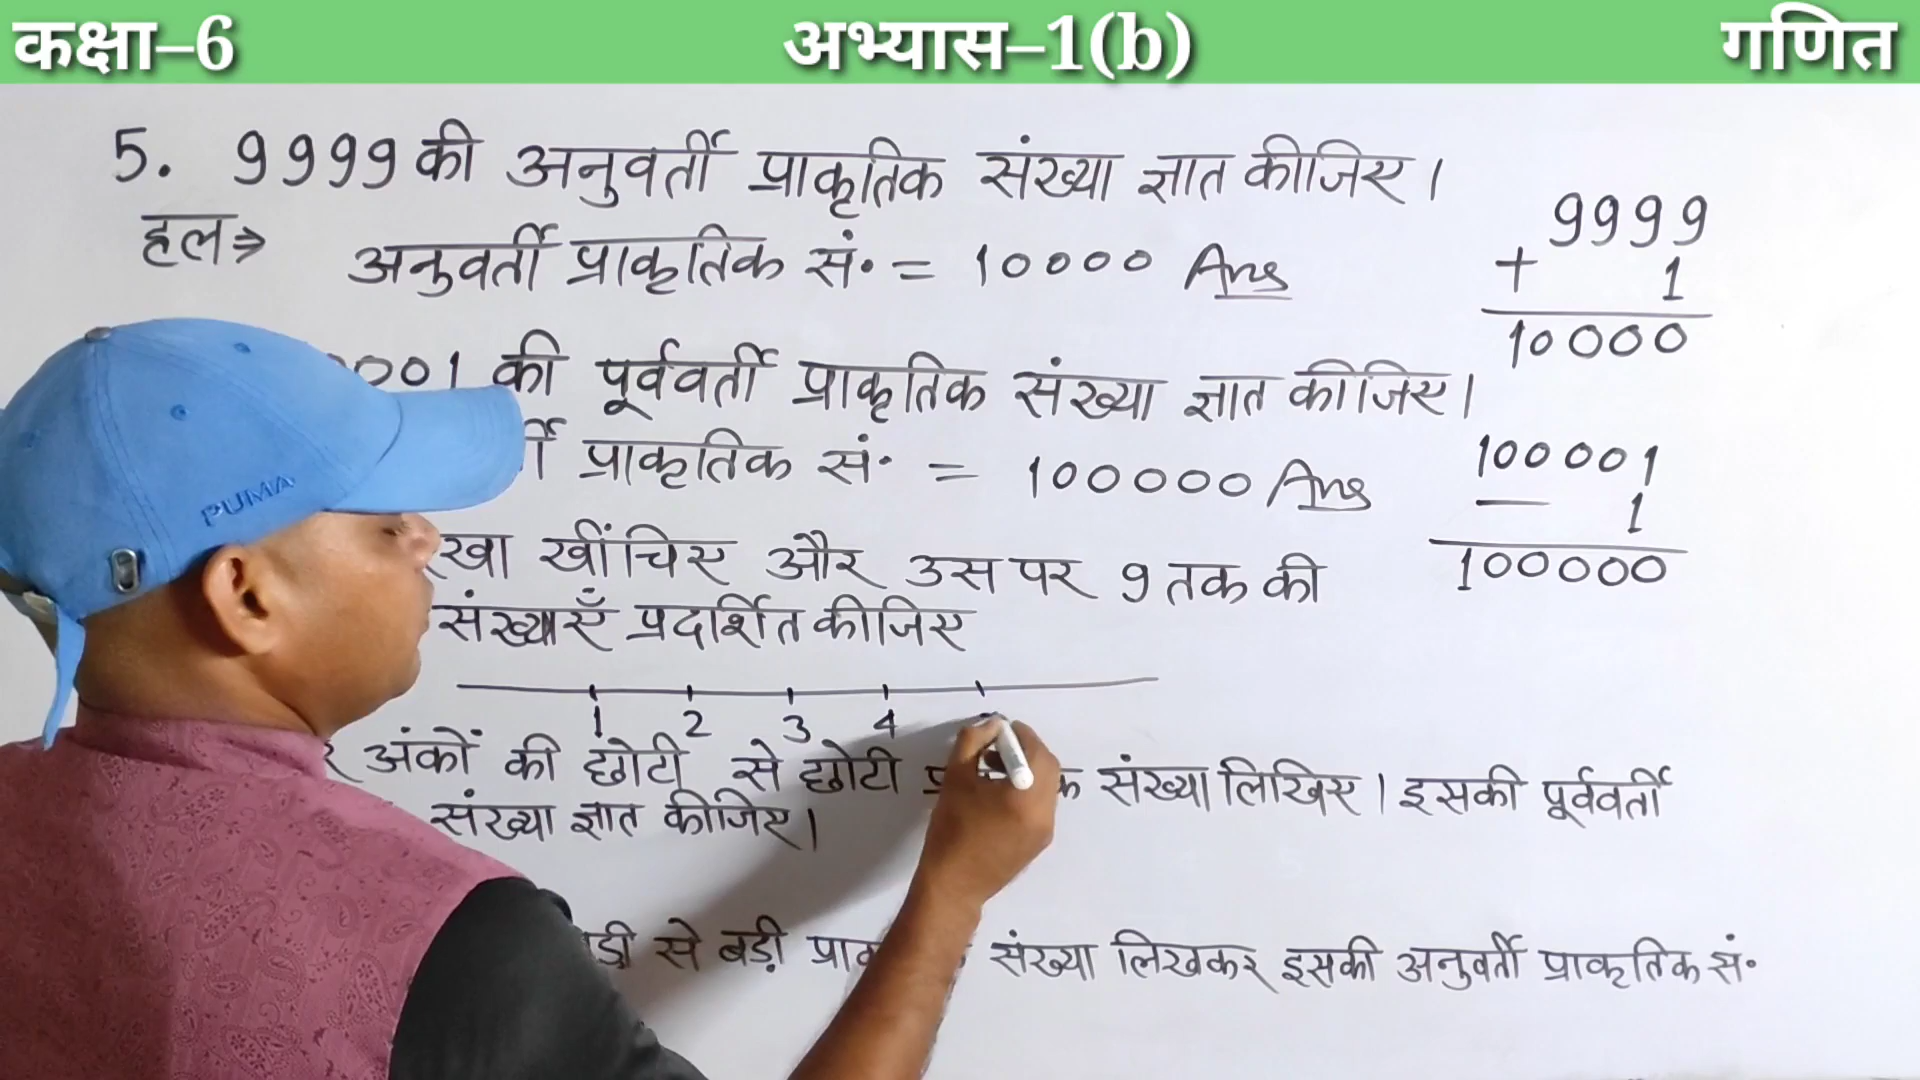 कक्षा–6 अभ्यास–1(b) गणित
5. 9999 की अनुवर्ती प्राकृतिक संख्या ज्ञात कीजिए।
हल⇒ अनुवर्ती प्राकृतिक सं॰ = 10000 Ans
9999
+ 1
10000
001 की पूर्ववर्ती प्राकृतिक संख्या ज्ञात कीजिए।
प्राकृतिक सं॰ = 100000 Ans
100001
— 1
100000
खींचिए और उस पर 9 तक की
संख्याएँ प्रदर्शित कीजिए
1 2 3 4
अंकों की छोटी से छोटी संख्या लिखिए। इसकी पूर्ववर्ती
संख्या ज्ञात कीजिए।
से बड़ी संख्या लिखकर इसकी अनुवर्ती प्राकृतिक सं॰
PUMA